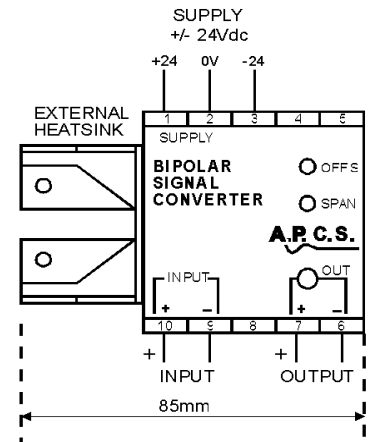 SUPPLY
+/- 24Vdc
+24 0V -24
EXTERNAL
HEATSINK
1 2 3 4 5
SUPPLY
BIPOLAR
SIGNAL
CONVERTER
OFFS
SPAN
A.P.C.S.
INPUT
OUT
+ – + –
10 9 8 7 6
+ +
INPUT OUTPUT
85mm